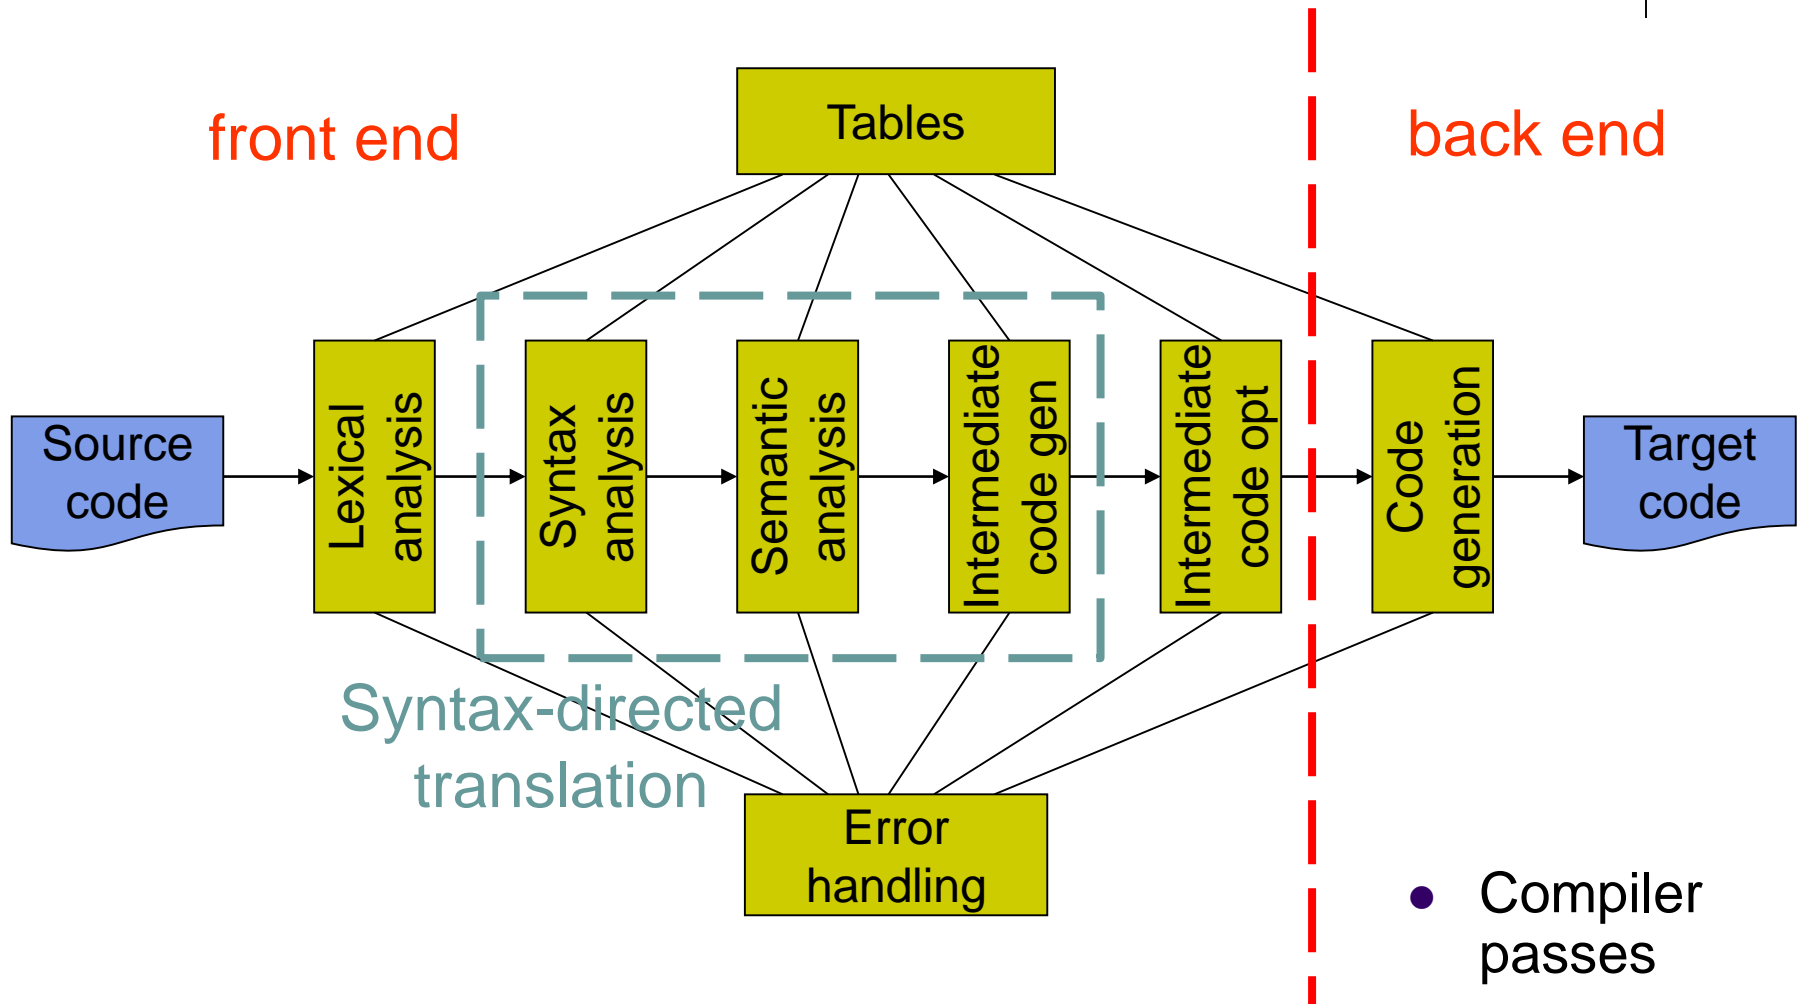 front end
Tables
back end
Source
code
Lexical
analysis
Syntax
analysis
Semantic
analysis
Intermediate
code gen
Intermediate
code opt
Code
generation
Target
code
Syntax-directed
translation
Error
handling
● Compiler
passes